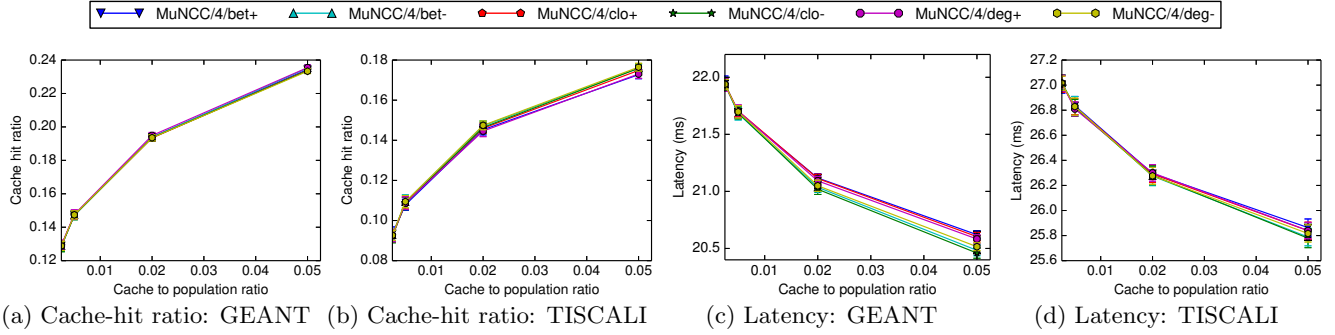 MuNCC/4/bet+ MuNCC/4/bet- MuNCC/4/clo+ MuNCC/4/clo- MuNCC/4/deg+ MuNCC/4/deg-
Cache hit ratio
0.24
0.22
0.20
0.18
0.16
0.14
0.12
0.01 0.02 0.03 0.04 0.05
Cache to population ratio
(a) Cache-hit ratio: GEANT
Cache hit ratio
0.18
0.16
0.14
0.12
0.10
0.08
0.01 0.02 0.03 0.04 0.05
Cache to population ratio
(b) Cache-hit ratio: TISCALI
Latency (ms)
22.0
21.5
21.0
20.5
0.01 0.02 0.03 0.04 0.05
Cache to population ratio
(c) Latency: GEANT
Latency (ms)
27.0
26.8
26.6
26.4
26.2
26.0
25.8
25.6
0.01 0.02 0.03 0.04 0.05
Cache to population ratio
(d) Latency: TISCALI